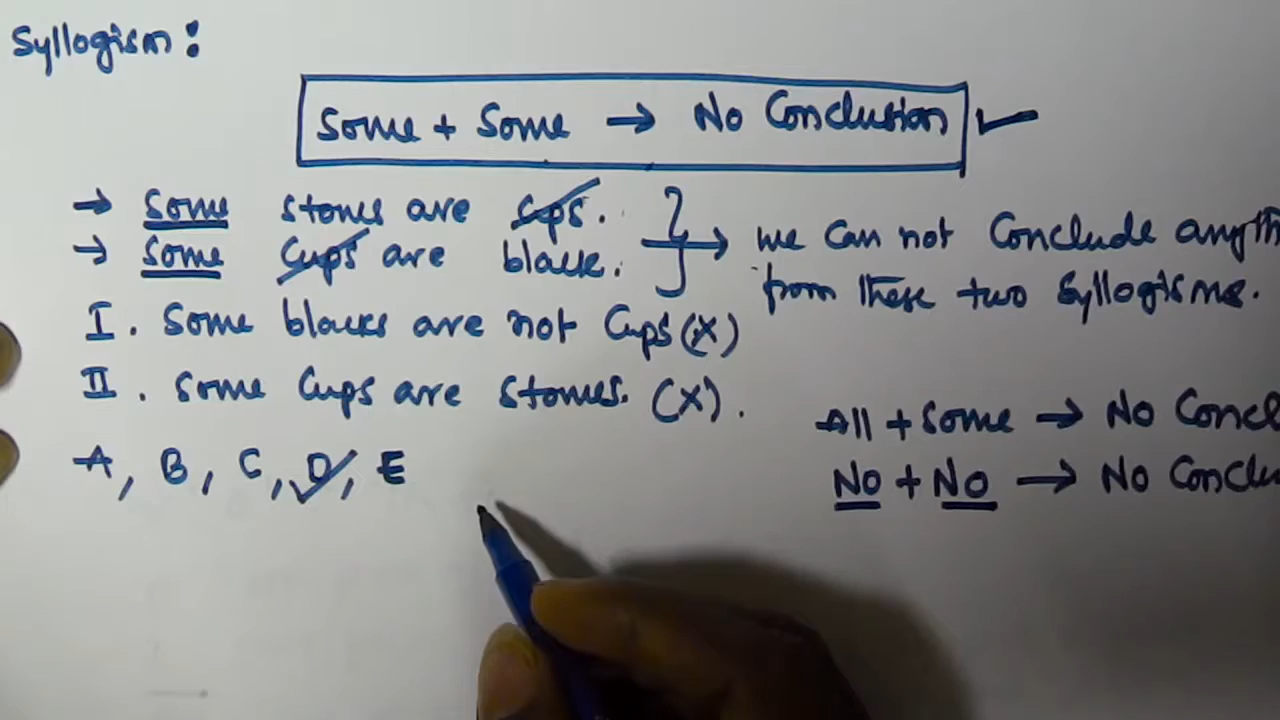 Syllogism:
Some + Some → No Conclusion ✓
→ Some stones are cups.
→ Some Cups are black.
we can not Conclude anyth
from these two Syllogisms.
I. Some blacks are not Cups (X)
II. Some Cups are stones. (X).
All + Some → No Concl
No + No → No Conclu
A, B, C, D, E